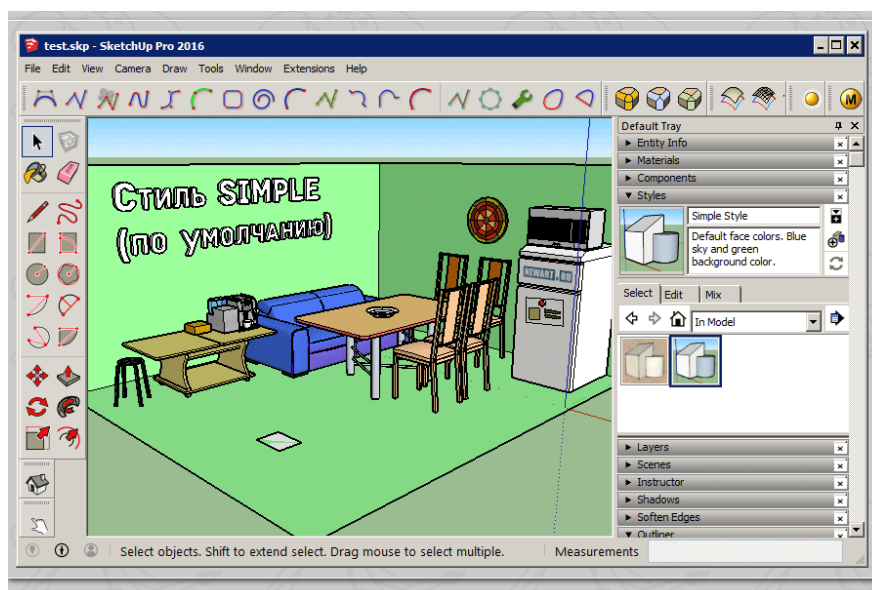 test.skp - SketchUp Pro 2016
File Edit View Camera Draw Tools Window Extensions Help
M
Default Tray
Entity Info
Materials
Components
Styles
Simple Style
Default face colors. Blue
sky and green
background color.
Select Edit Mix
In Model
Layers
Scenes
Instructor
Shadows
Soften Edges
Outliner
Стиль SIMPLE
(по умолчанию)
NEWART.RU
Select objects. Shift to extend select. Drag mouse to select multiple.
Measurements